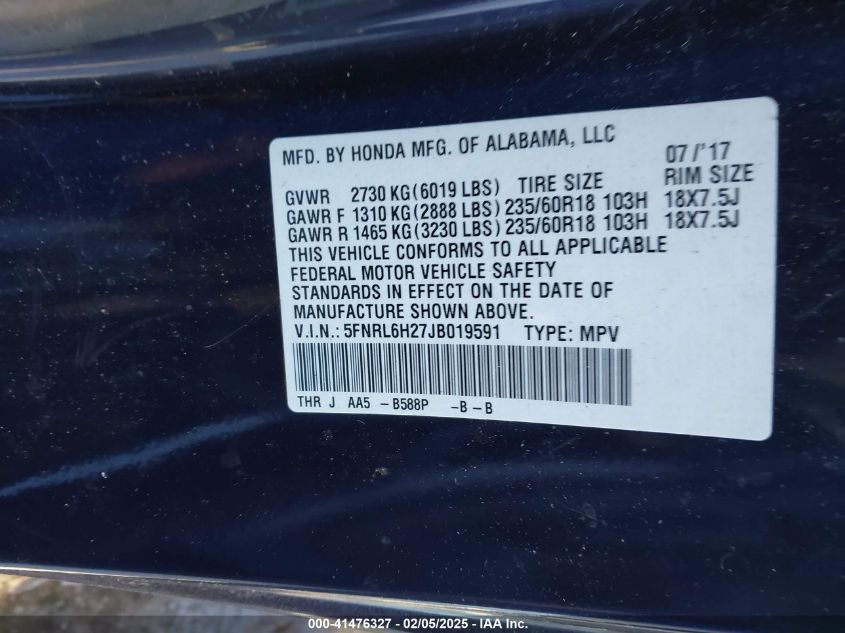 MFD. BY HONDA MFG. OF ALABAMA, LLC 07/'17
GVWR 2730 KG(6019 LBS) TIRE SIZE RIM SIZE
GAWR F 1310 KG(2888 LBS) 235/60R18 103H 18X7.5J
GAWR R 1465 KG(3230 LBS) 235/60R18 103H 18X7.5J
THIS VEHICLE CONFORMS TO ALL APPLICABLE
FEDERAL MOTOR VEHICLE SAFETY
STANDARDS IN EFFECT ON THE DATE OF
MANUFACTURE SHOWN ABOVE.
V.I.N.: 5FNRL6H27JB019591 TYPE: MPV
THR J AA5 -B588P -B-B
000-41476327 - 02/05/2025 - IAA Inc.